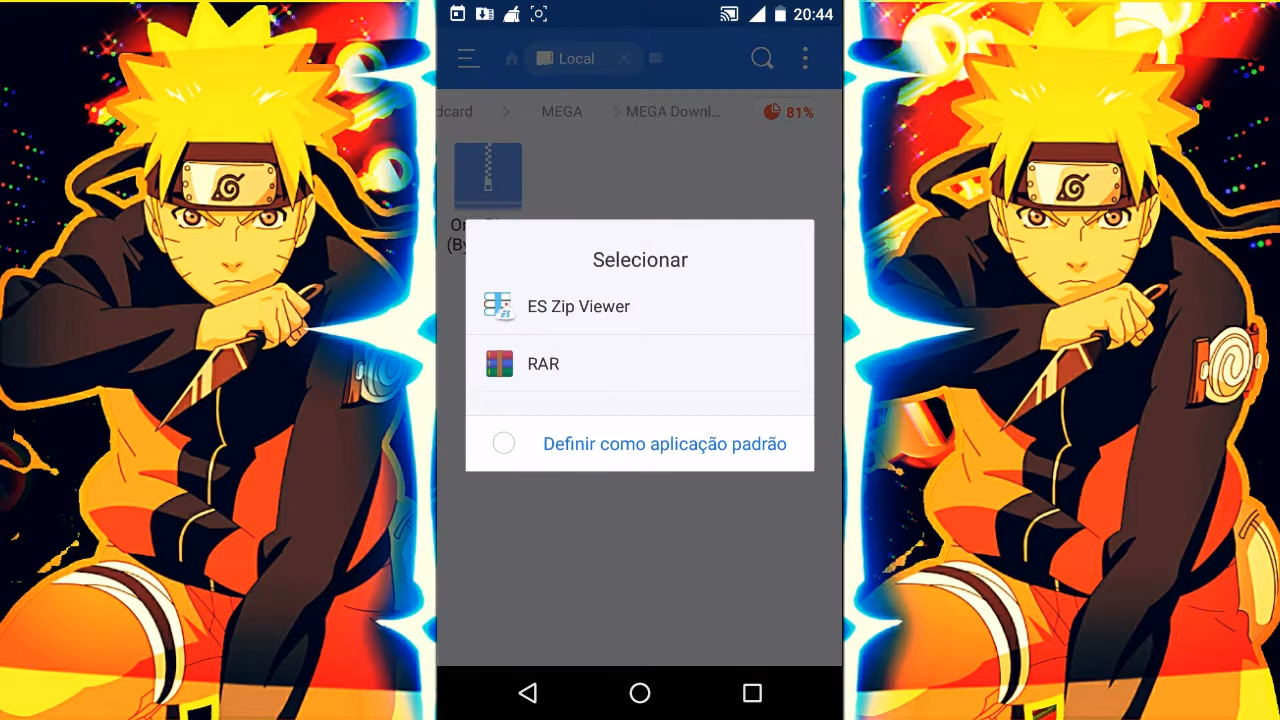 20:44
Local
dcard MEGA MEGA Downl... 81%
Selecionar
ES Zip Viewer
RAR
Definir como aplicação padrão